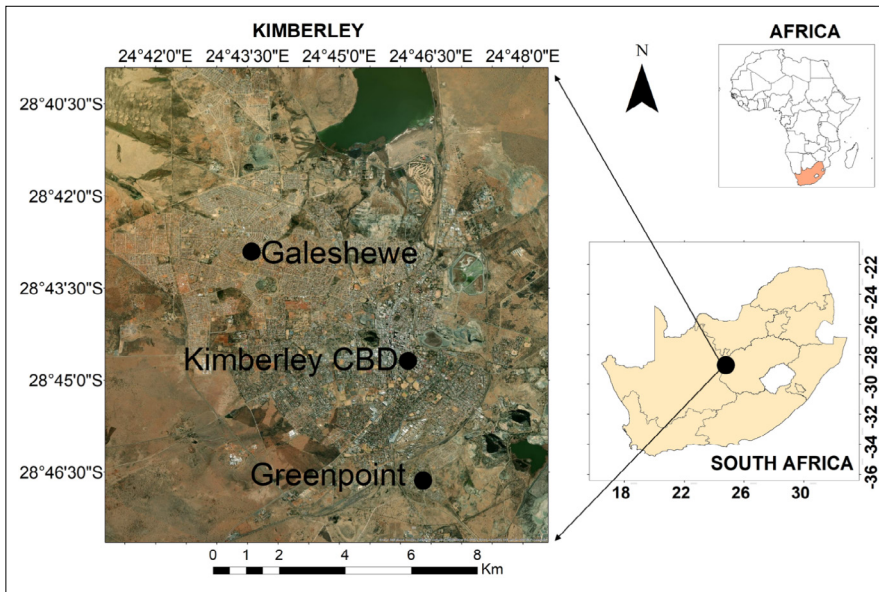 KIMBERLEY
24°42'0"E 24°43'30"E 24°45'0"E 24°46'30"E 24°48'0"E
28°40'30"S
28°42'0"S
28°43'30"S
28°45'0"S
28°46'30"S
Galeshewe
Kimberley CBD
Greenpoint
0 1 2 4 6 8
Km
N
AFRICA
-22
-24
-26
-28
-30
-32
-34
-36
SOUTH AFRICA
18 22 26 30